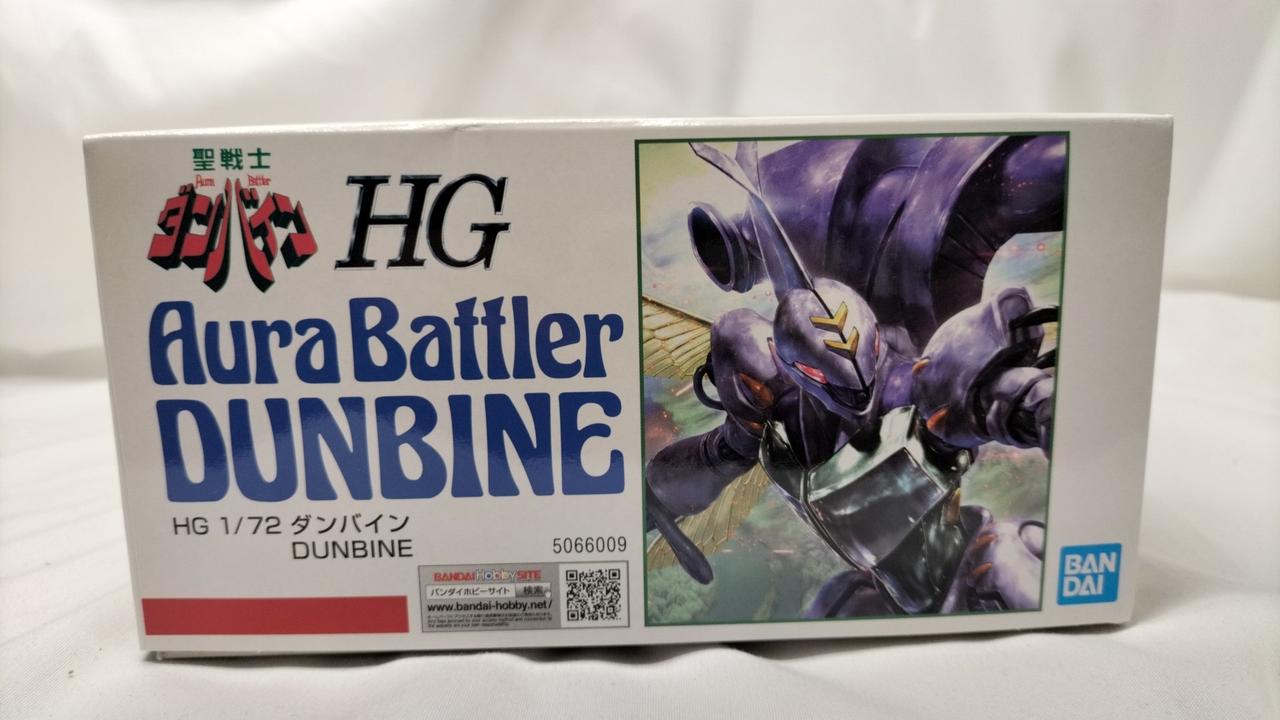 聖戦士
Aura Battler
ダンバイン
HG
Aura Battler
DUNBINE
HG 1/72 ダンバイン
DUNBINE
5066009
BANDAI Hobby SITE
バンダイホビーサイト 検索
www.bandai-hobby.net/
BAN
DAI